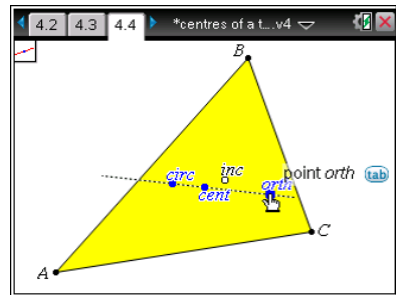 4.2 4.3 4.4 *centres of a t...v4
B
circ inc
cent orth point orth tab
C
A